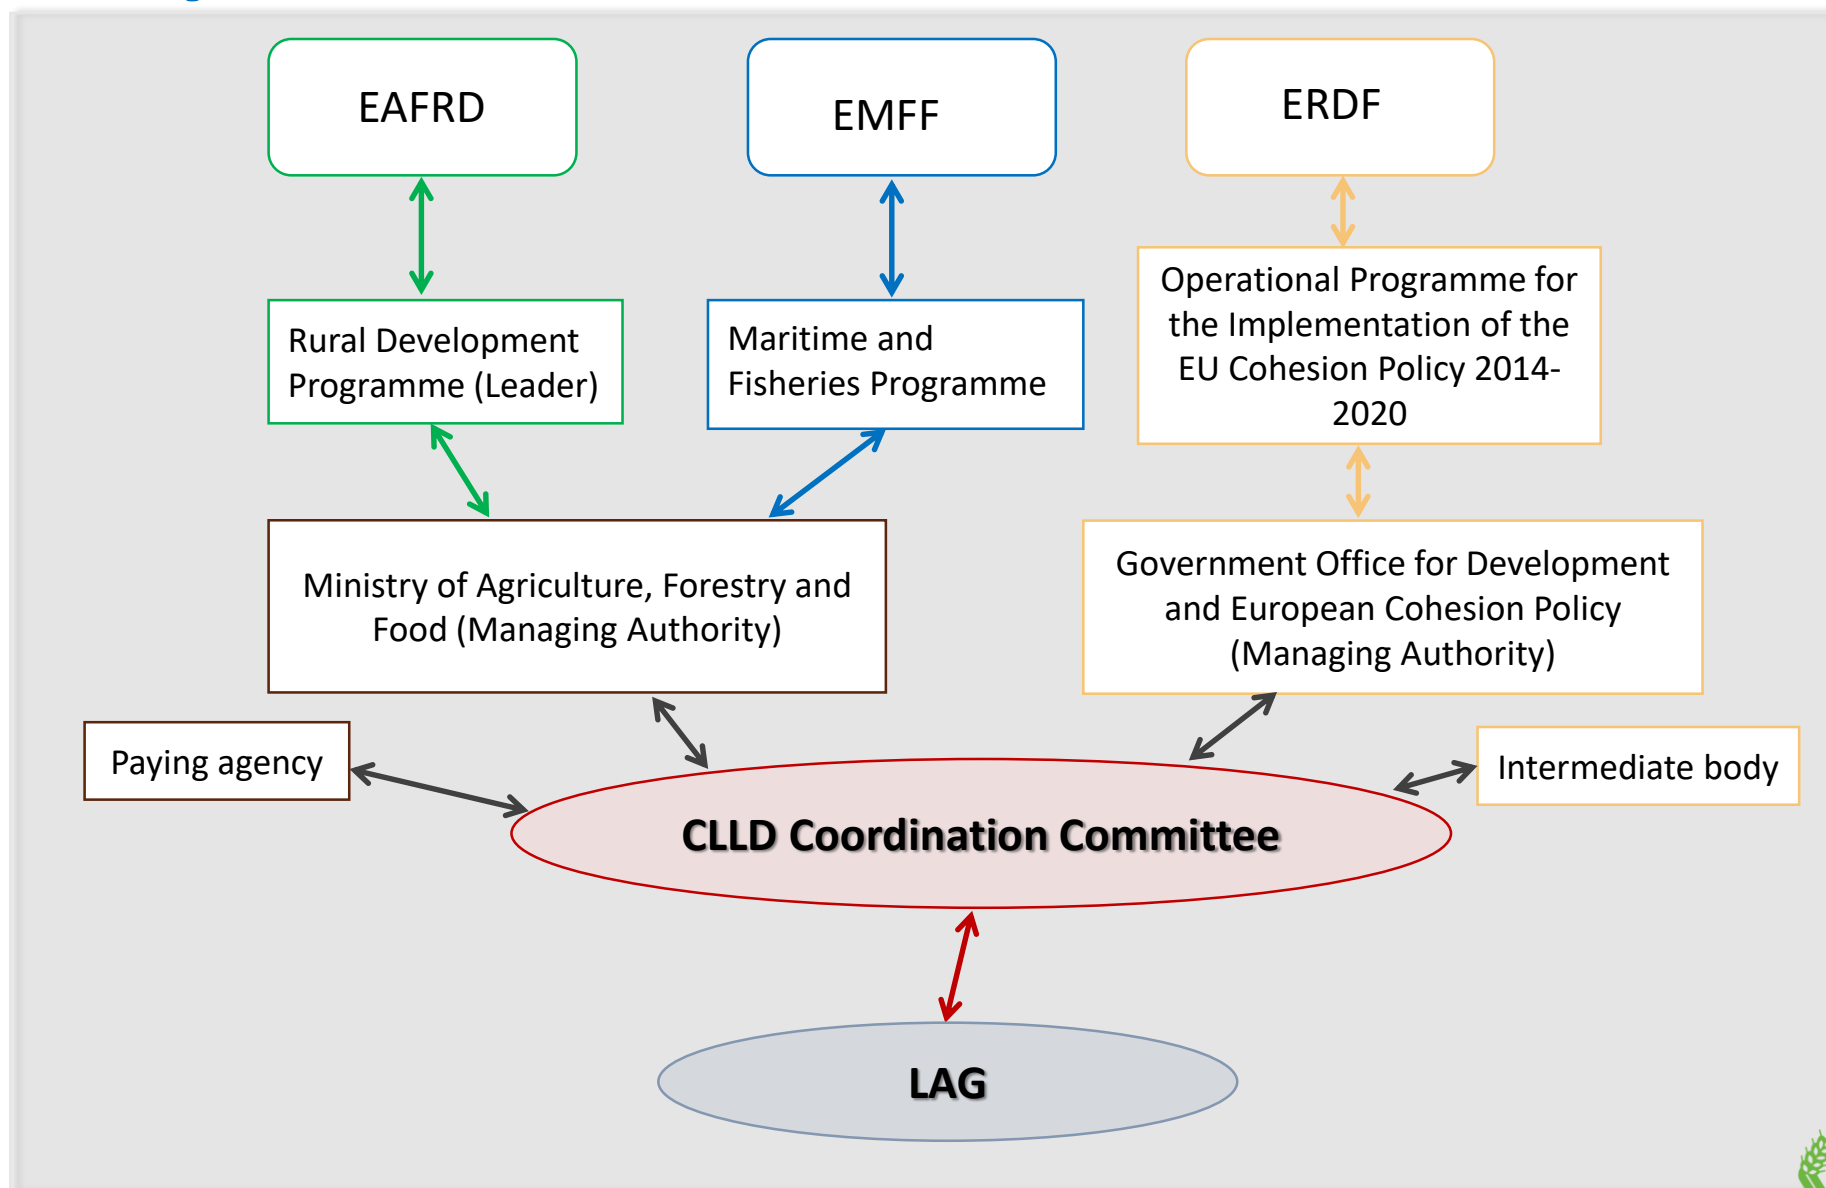 EAFRD
EMFF
ERDF
Rural Development
Programme (Leader)
Maritime and
Fisheries Programme
Operational Programme for
the Implementation of the
EU Cohesion Policy 2014-
2020
Ministry of Agriculture, Forestry and
Food (Managing Authority)
Government Office for Development
and European Cohesion Policy
(Managing Authority)
Paying agency
Intermediate body
CLLD Coordination Committee
LAG